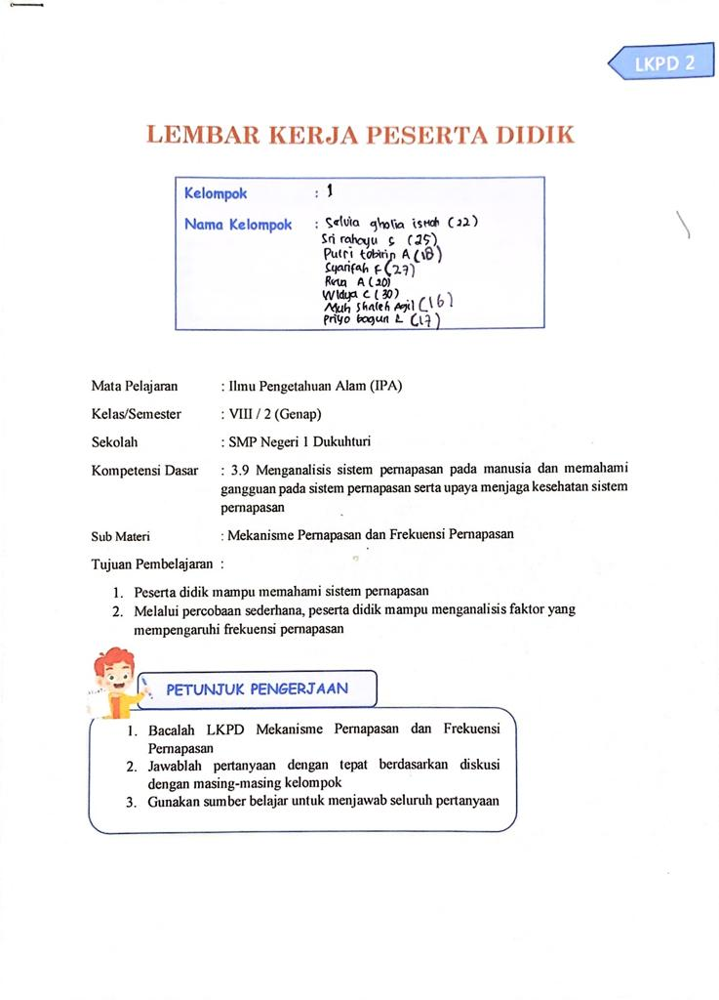 LKPD 2
LEMBAR KERJA PESERTA DIDIK
Kelompok : 1
Nama Kelompok : Selvia gholia ismah (22)
Sri rahayu S (25)
Putri tobirin A (18)
Syarifah F (27)
A (20)
Widya C (30)
Muh Shaleh Aqil (16)
Priyo bagun L (17)
Mata Pelajaran : Ilmu Pengetahuan Alam (IPA)
Kelas/Semester : VIII / 2 (Genap)
Sekolah : SMP Negeri 1 Dukuhturi
Kompetensi Dasar : 3.9 Menganalisis sistem pernapasan pada manusia dan memahami
gangguan pada sistem pernapasan serta upaya menjaga kesehatan sistem
pernapasan
Sub Materi : Mekanisme Pernapasan dan Frekuensi Pernapasan
Tujuan Pembelajaran :
1. Peserta didik mampu memahami sistem pernapasan
2. Melalui percobaan sederhana, peserta didik mampu menganalisis faktor yang
mempengaruhi frekuensi pernapasan
PETUNJUK PENGERJAAN
1. Bacalah LKPD Mekanisme Pernapasan dan Frekuensi
Pernapasan
2. Jawablah pertanyaan dengan tepat berdasarkan diskusi
dengan masing-masing kelompok
3. Gunakan sumber belajar untuk menjawab seluruh pertanyaan